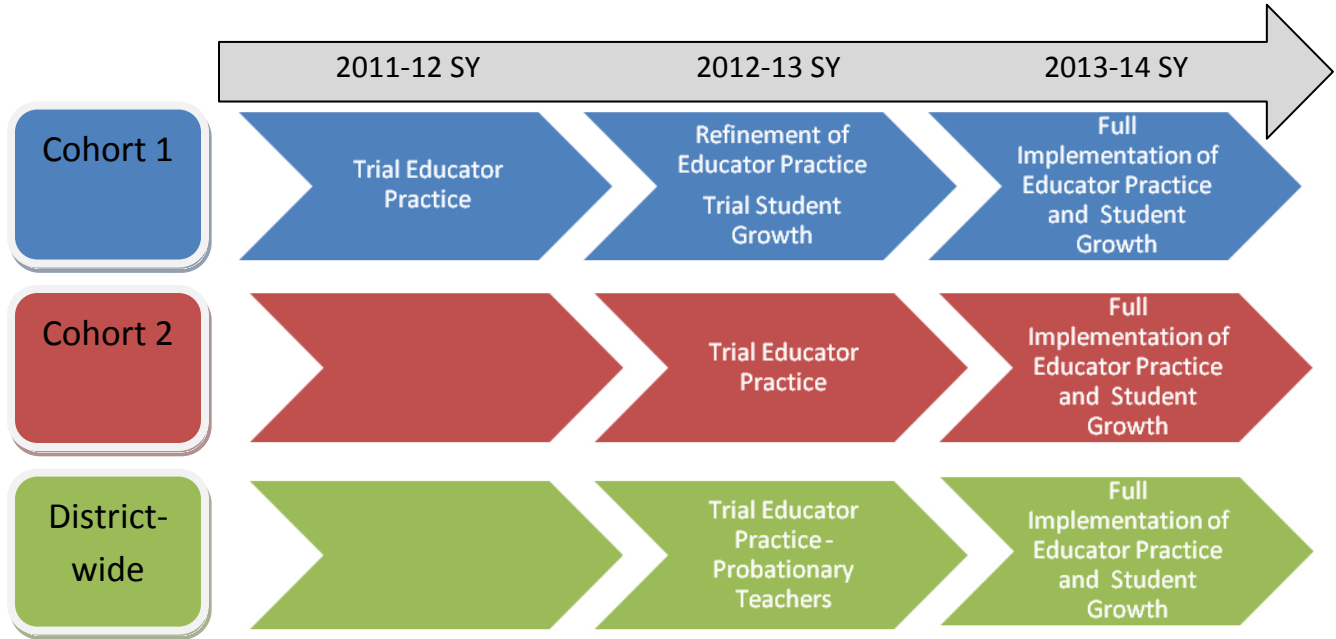 2011-12 SY
2012-13 SY
2013-14 SY
Cohort 1
Trial Educator
Practice
Refinement of
Educator Practice
Trial Student
Growth
Full
Implementation of
Educator Practice
and Student
Growth
Cohort 2
Trial Educator
Practice
Full
Implementation of
Educator Practice
and Student
Growth
District-
wide
Trial Educator
Practice -
Probationary
Teachers
Full
Implementation of
Educator Practice
and Student
Growth